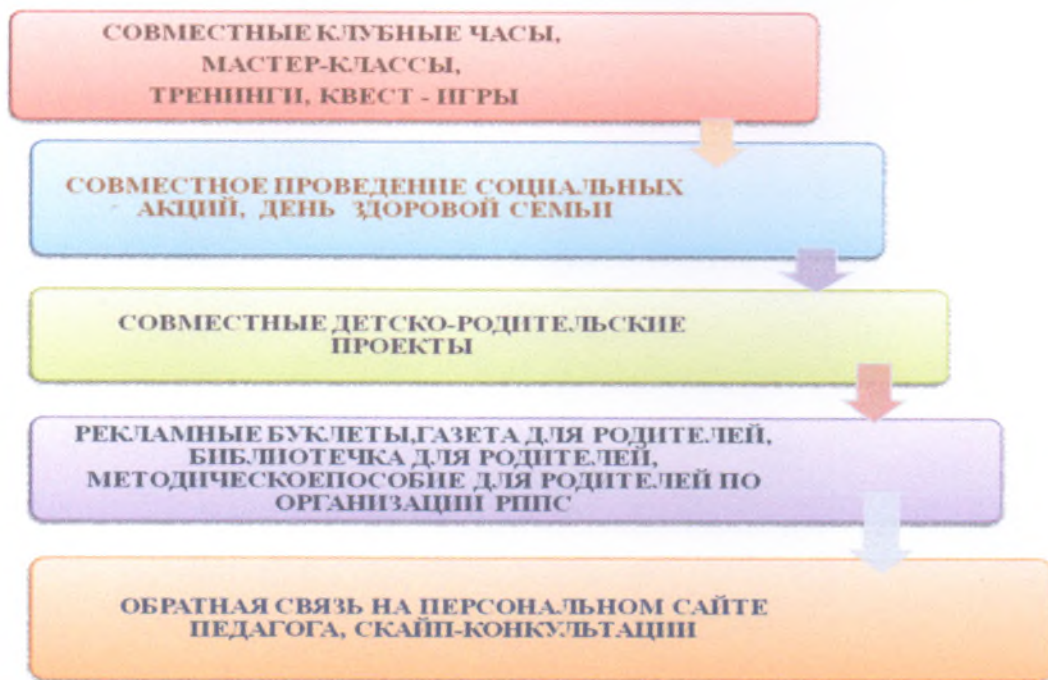 СОВМЕСТНЫЕ КЛУБНЫЕ ЧАСЫ,
МАСТЕР-КЛАССЫ,
ТРЕНИНГИ, КВЕСТ - ИГРЫ
СОВМЕСТНОЕ ПРОВЕДЕНИЕ СОЦИАЛЬНЫХ
АКЦИЙ, ДЕНЬ ЗДОРОВОЙ СЕМЬИ
СОВМЕСТНЫЕ ДЕТСКО-РОДИТЕЛЬСКИЕ
ПРОЕКТЫ
РЕКЛАМНЫЕ БУКЛЕТЫ,ГАЗЕТА ДЛЯ РОДИТЕЛЕЙ,
БИБЛИОТЕЧКА ДЛЯ РОДИТЕЛЕЙ,
МЕТОДИЧЕСКОЕПОСОБИЕ ДЛЯ РОДИТЕЛЕЙ ПО
ОРГАНИЗАЦИИ РППС
ОБРАТНАЯ СВЯЗЬ НА ПЕРСОНАЛЬНОМ САЙТЕ
ПЕДАГОГА, СКАЙП-КОНКУЛЬТАЦИИ